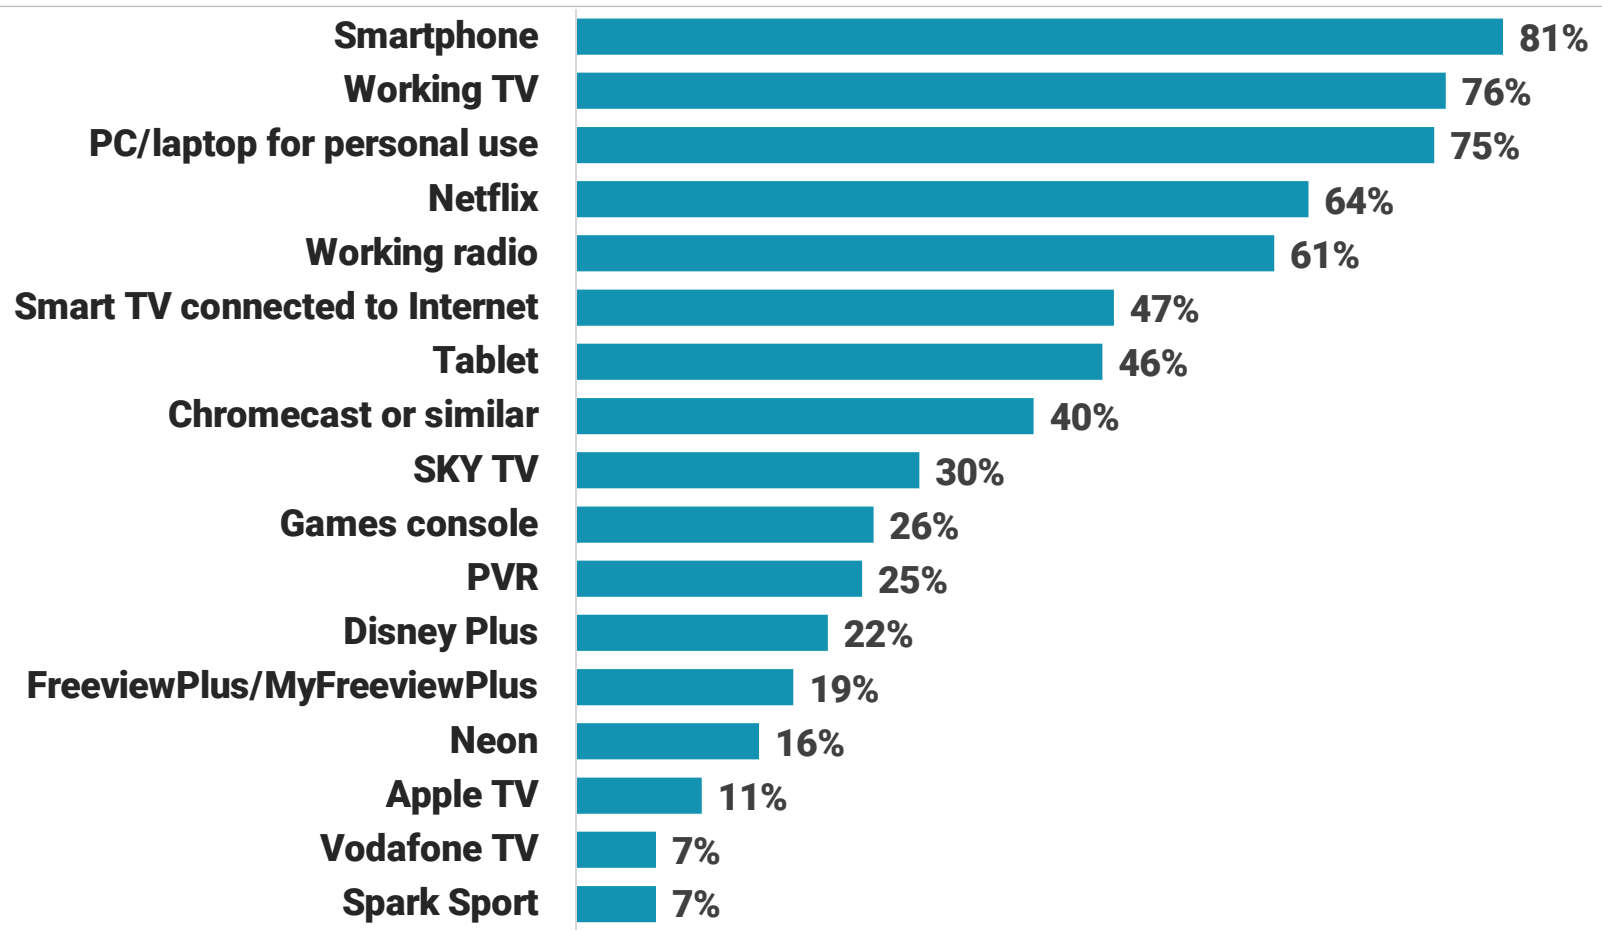 Smartphone 81%
Working TV 76%
PC/laptop for personal use 75%
Netflix 64%
Working radio 61%
Smart TV connected to Internet 47%
Tablet 46%
Chromecast or similar 40%
SKY TV 30%
Games console 26%
PVR 25%
Disney Plus 22%
FreeviewPlus/MyFreeviewPlus 19%
Neon 16%
Apple TV 11%
Vodafone TV 7%
Spark Sport 7%